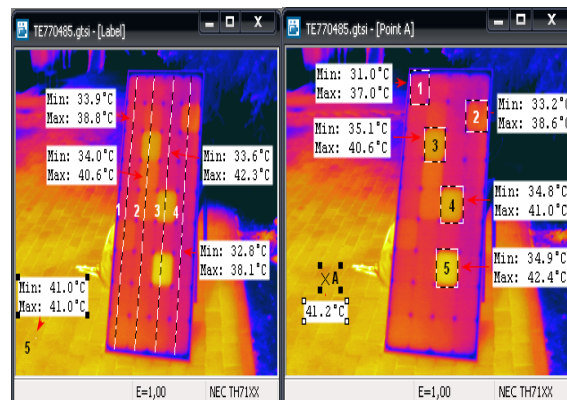 TE770485.gtsi - [Label]
Min: 33.9°C
Max: 38.8°C
Min: 34.0°C
Max: 40.6°C
Min: 33.6°C
Max: 42.3°C
1 2 3 4
Min: 32.8°C
Max: 38.1°C
Min: 41.0°C
Max: 41.0°C
5
E=1,00 NEC TH71XX
TE770485.gtsi - [Point A]
Min: 31.0°C
Max: 37.0°C
1
Min: 33.2°C
Max: 38.6°C
2
Min: 35.1°C
Max: 40.6°C
3
Min: 34.8°C
Max: 41.0°C
4
Min: 34.9°C
Max: 42.4°C
5
A
41.2°C
E=1,00 NEC TH71XX